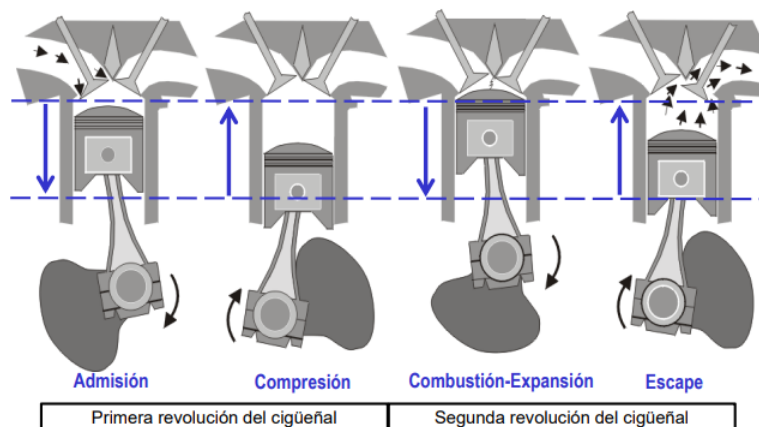 Admisión
Compresión
Combustión-Expansión
Escape
Primera revolución del cigüeñal
Segunda revolución del cigüeñal